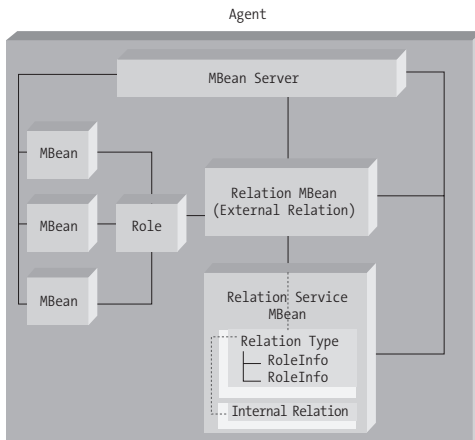 Agent
MBean Server
MBean
MBean
MBean
Role
Relation MBean
(External Relation)
Relation Service
MBean
Relation Type
RoleInfo
RoleInfo
Internal Relation